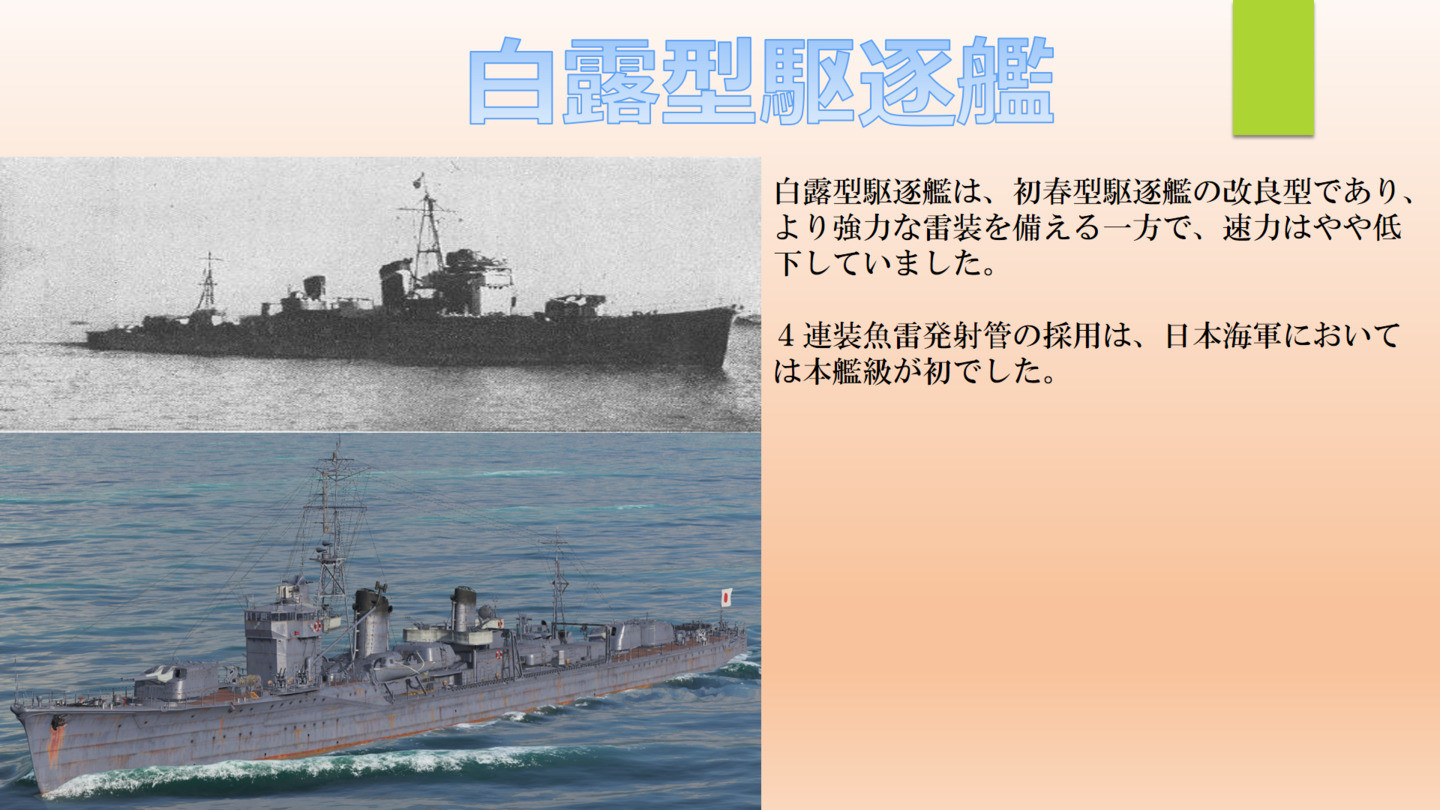 白露型駆逐艦
白露型駆逐艦は、初春型駆逐艦の改良型であり、
より強力な雷装を備える一方で、速力はやや低
下していました。
４連装魚雷発射管の採用は、日本海軍において
は本艦級が初でした。